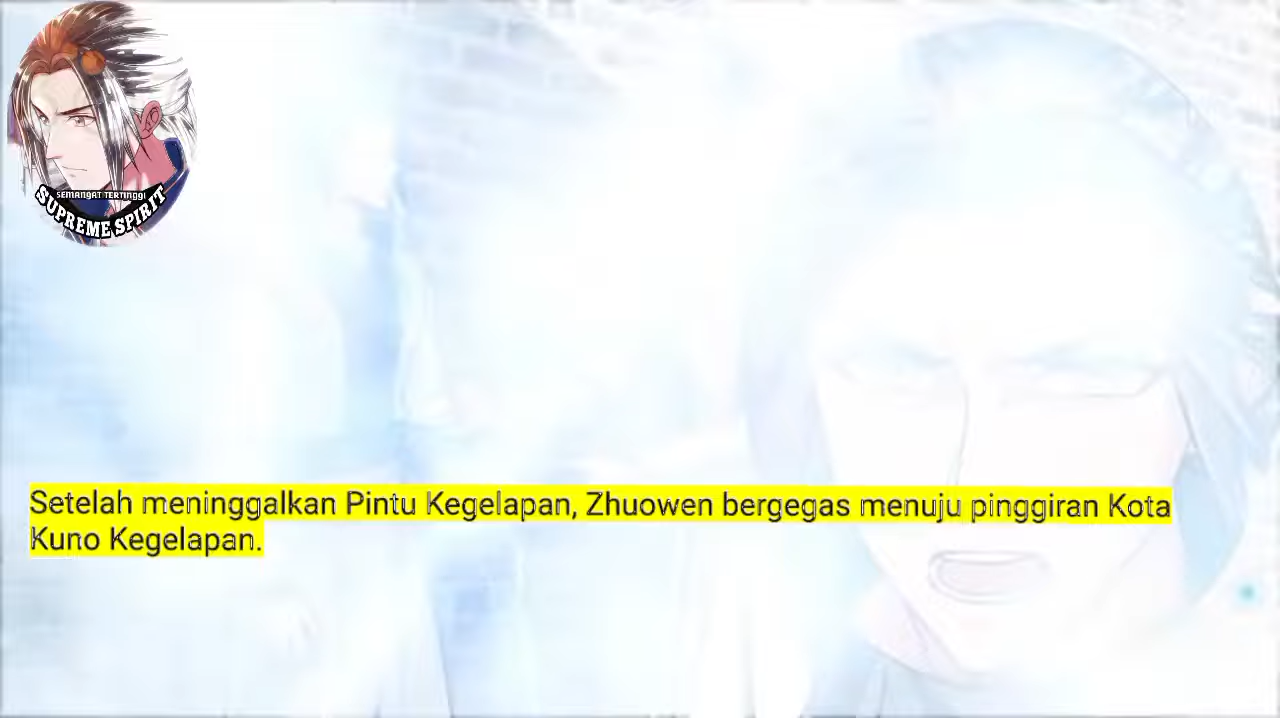 SEMANGAT TERTINGGI
SUPREME SPIRIT
Setelah meninggalkan Pintu Kegelapan, Zhuowen bergegas menuju pinggiran Kota
Kuno Kegelapan.